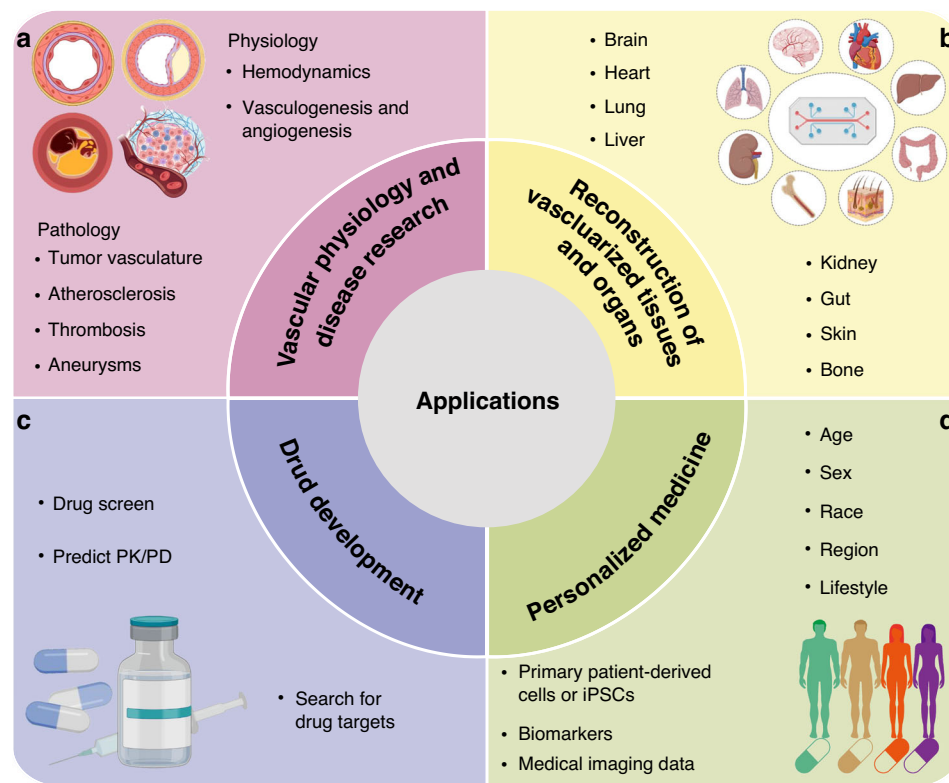 a
Physiology
• Hemodynamics
• Vasculogenesis and
angiogenesis
Pathology
• Tumor vasculature
• Atherosclerosis
• Thrombosis
• Aneurysms
Vascular physiology and
disease research
b
• Brain
• Heart
• Lung
• Liver
• Kidney
• Gut
• Skin
• Bone
Reconstruction of
vascluarized tissues
and organs
Applications
c
• Drug screen
• Predict PK/PD
• Search for
drug targets
Drud development
d
• Age
• Sex
• Race
• Region
• Lifestyle
• Primary patient-derived
cells or iPSCs
• Biomarkers
• Medical imaging data
Personalized medicine